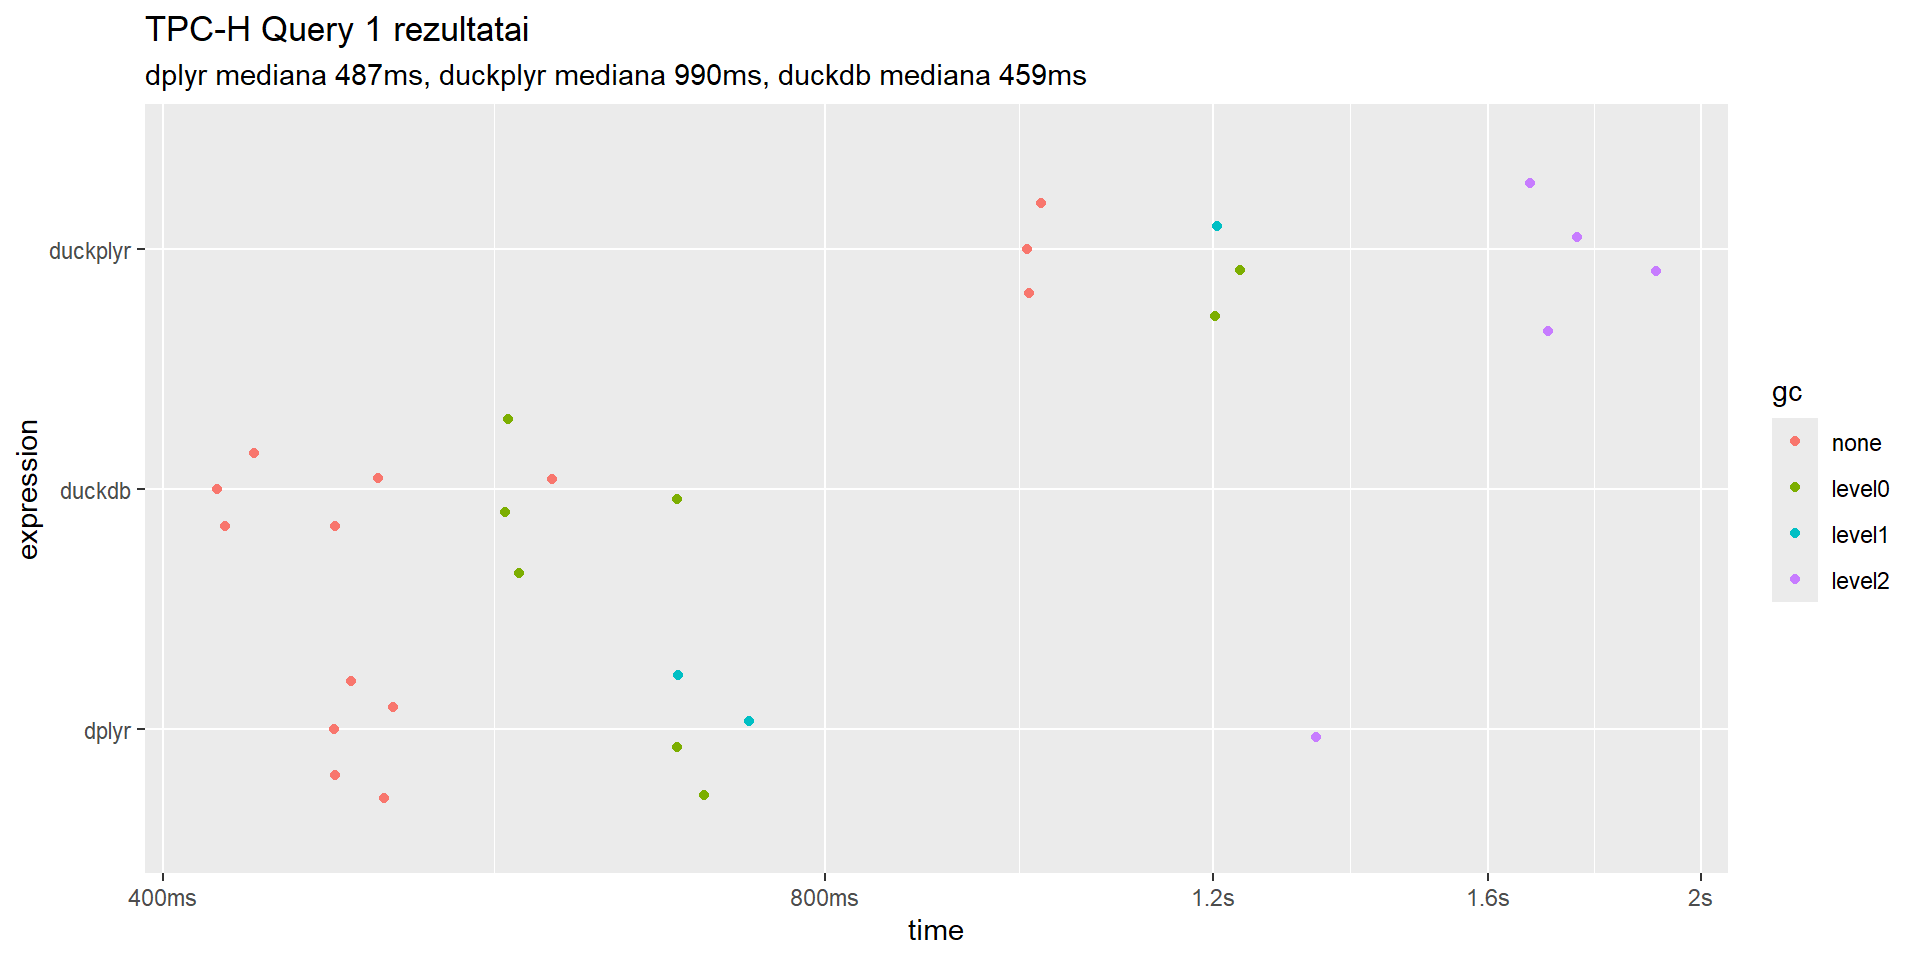 TPC-H Query 1 rezultatai
dplyr mediana 487ms, duckplyr mediana 990ms, duckdb mediana 459ms
expression
duckplyr
duckdb
dplyr
400ms
800ms
1.2s
1.6s
2s
time
gc
none
level0
level1
level2